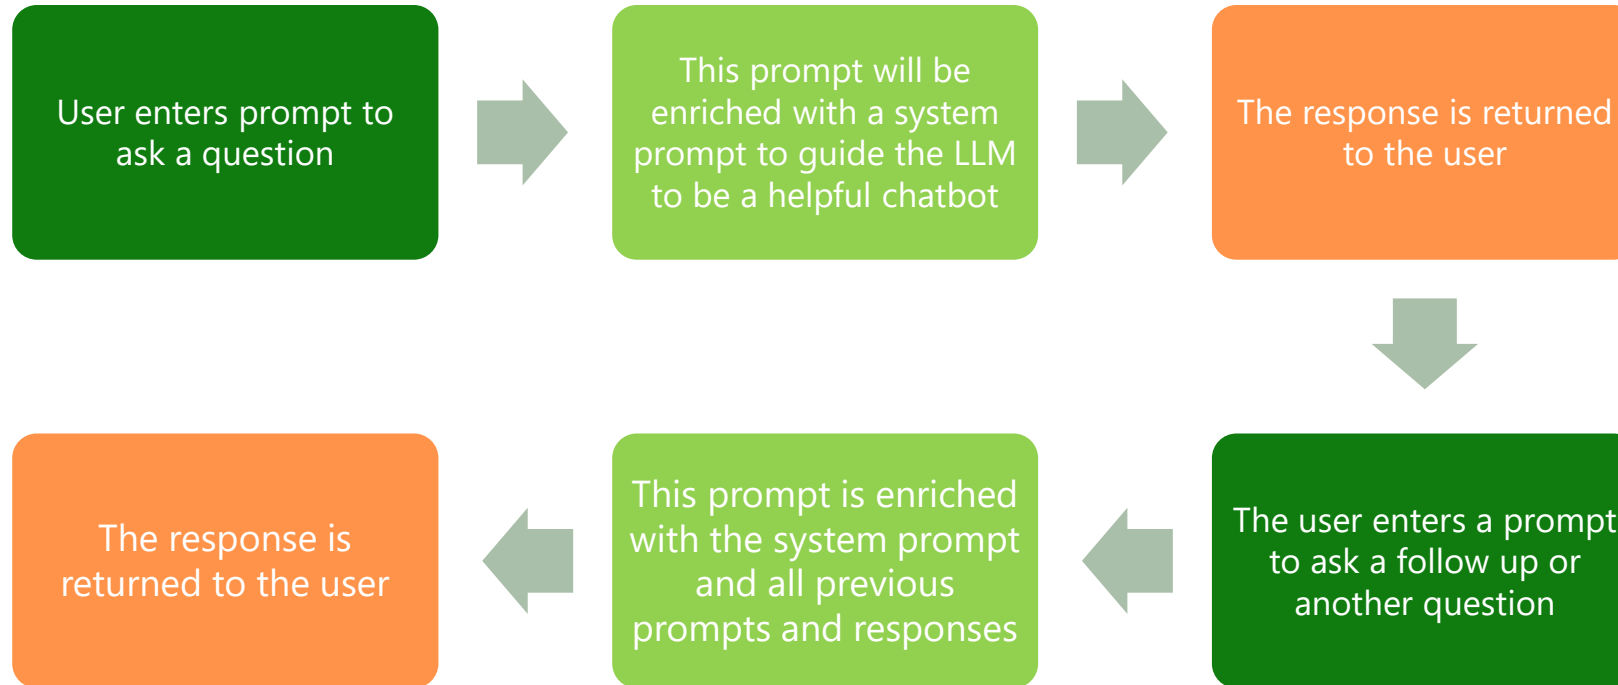 User enters prompt to
ask a question
This prompt will be
enriched with a system
prompt to guide the LLM
to be a helpful chatbot
The response is returned
to the user
The user enters a prompt
to ask a follow up or
another question
This prompt is enriched
with the system prompt
and all previous
prompts and responses
The response is
returned to the user